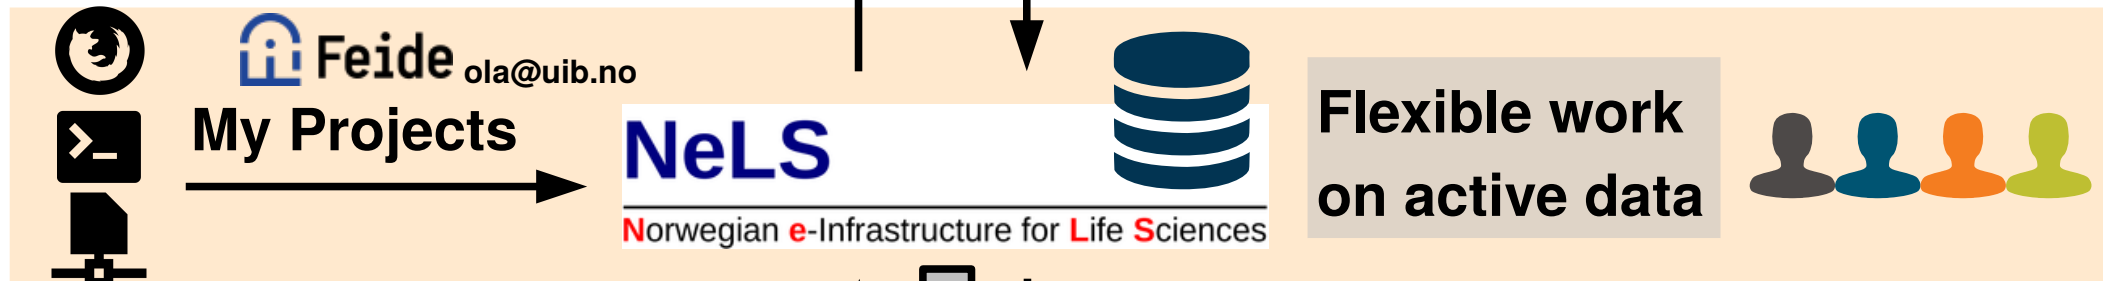 Feide ola@uib.no
My Projects
NeLS
Norwegian e-Infrastructure for Life Sciences
Flexible work
on active data